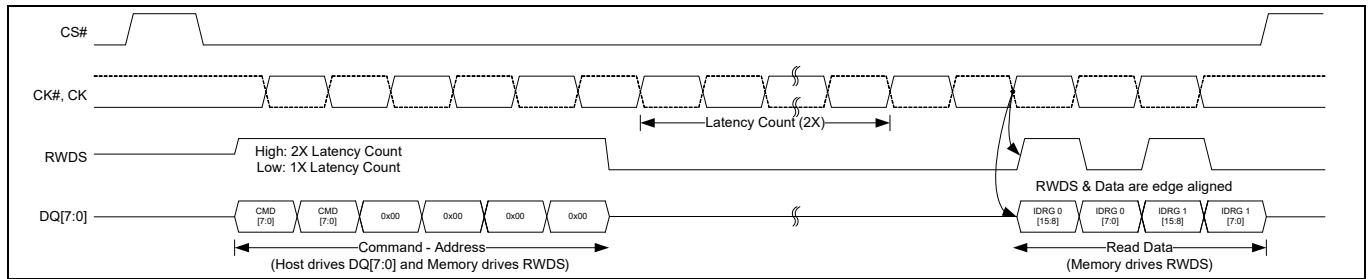 CS#
CK#, CK
Latency Count (2X)
RWDS
High: 2X Latency Count
Low: 1X Latency Count
RWDS & Data are edge aligned
DQ[7:0]
CMD
[7:0]
CMD
[7:0]
0x00
0x00
0x00
0x00
IDRG 0
[15:8]
IDRG 0
[7:0]
IDRG 1
[15:8]
IDRG 1
[7:0]
Command - Address
(Host drives DQ[7:0] and Memory drives RWDS)
Read Data
(Memory drives RWDS)